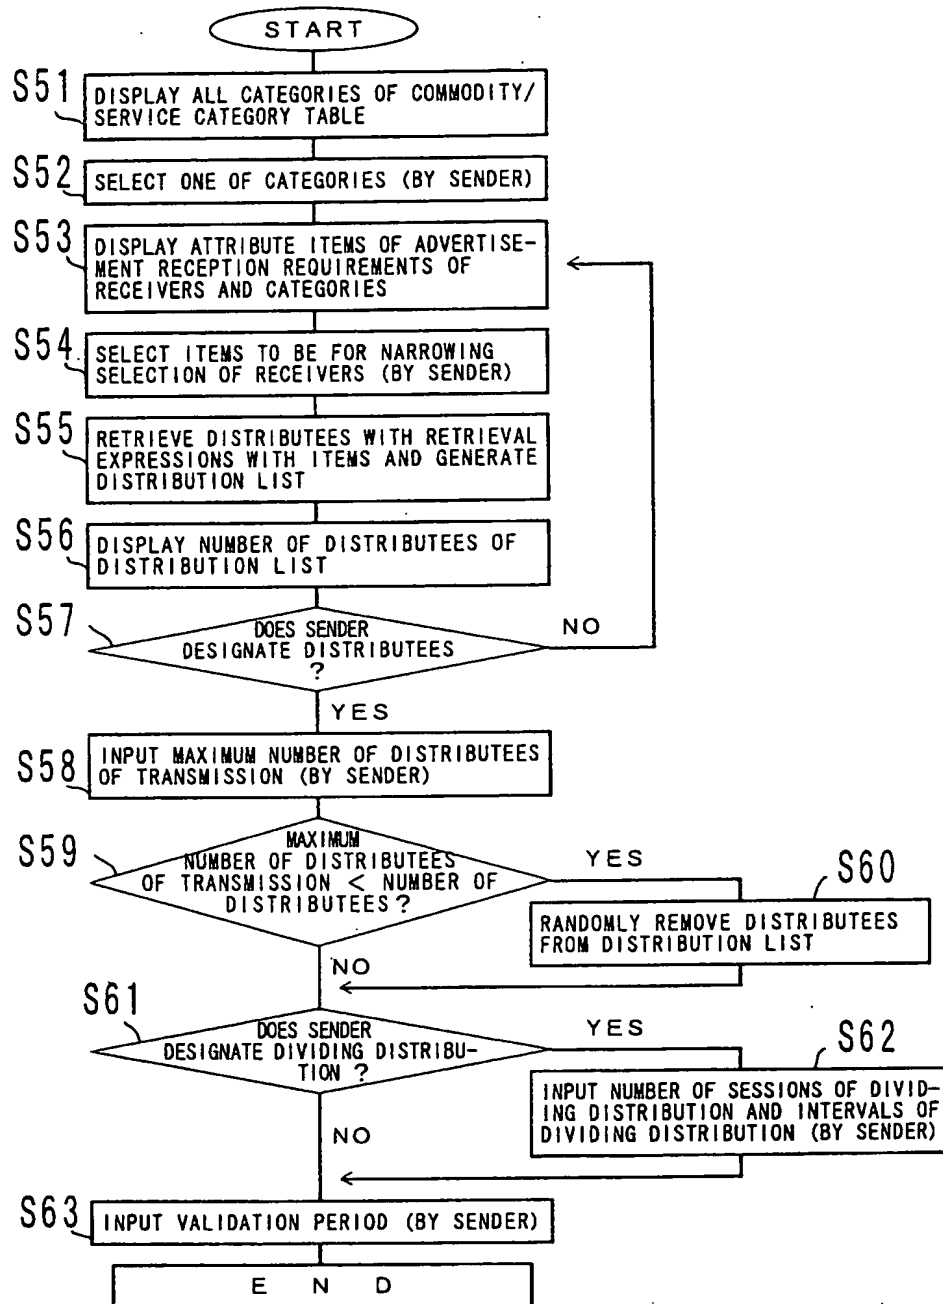 START
S51
DISPLAY ALL CATEGORIES OF COMMODITY/
SERVICE CATEGORY TABLE
S52
SELECT ONE OF CATEGORIES (BY SENDER)
S53
DISPLAY ATTRIBUTE ITEMS OF ADVERTISE-
MENT RECEPTION REQUIREMENTS OF
RECEIVERS AND CATEGORIES
S54
SELECT ITEMS TO BE FOR NARROWING
SELECTION OF RECEIVERS (BY SENDER)
S55
RETRIEVE DISTRIBUTEES WITH RETRIEVAL
EXPRESSIONS WITH ITEMS AND GENERATE
DISTRIBUTION LIST
S56
DISPLAY NUMBER OF DISTRIBUTEES OF
DISTRIBUTION LIST
S57
DOES SENDER
DESIGNATE DISTRIBUTEES
?
NO
YES
S58
INPUT MAXIMUM NUMBER OF DISTRIBUTEES
OF TRANSMISSION (BY SENDER)
S59
MAXIMUM
NUMBER OF DISTRIBUTEES
OF TRANSMISSION < NUMBER OF
DISTRIBUTEES?
YES
S60
RANDOMLY REMOVE DISTRIBUTEES
FROM DISTRIBUTION LIST
NO
S61
DOES SENDER
DESIGNATE DIVIDING DISTRIBU-
TION ?
YES
S62
INPUT NUMBER OF SESSIONS OF DIVID-
ING DISTRIBUTION AND INTERVALS OF
DIVIDING DISTRIBUTION (BY SENDER)
NO
S63
INPUT VALIDATION PERIOD (BY SENDER)
E N D